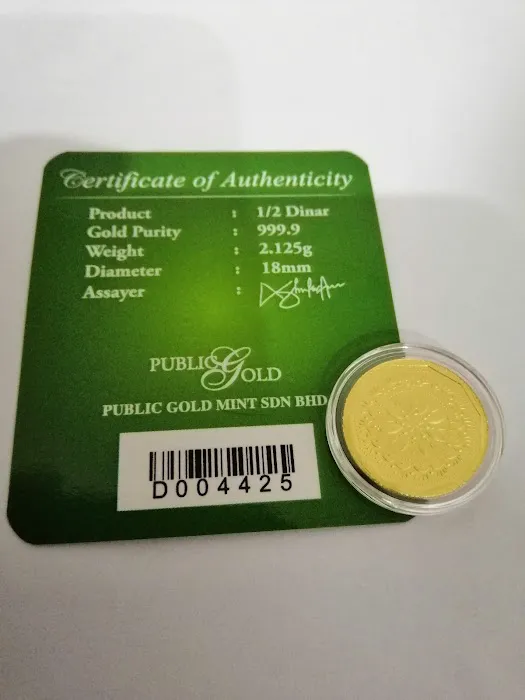 Certificate of Authenticity
Product : 1/2 Dinar
Gold Purity : 999.9
Weight : 2.125g
Diameter : 18mm
Assayer :
PUBLIC GOLD
PUBLIC GOLD MINT SDN BHD
D004425